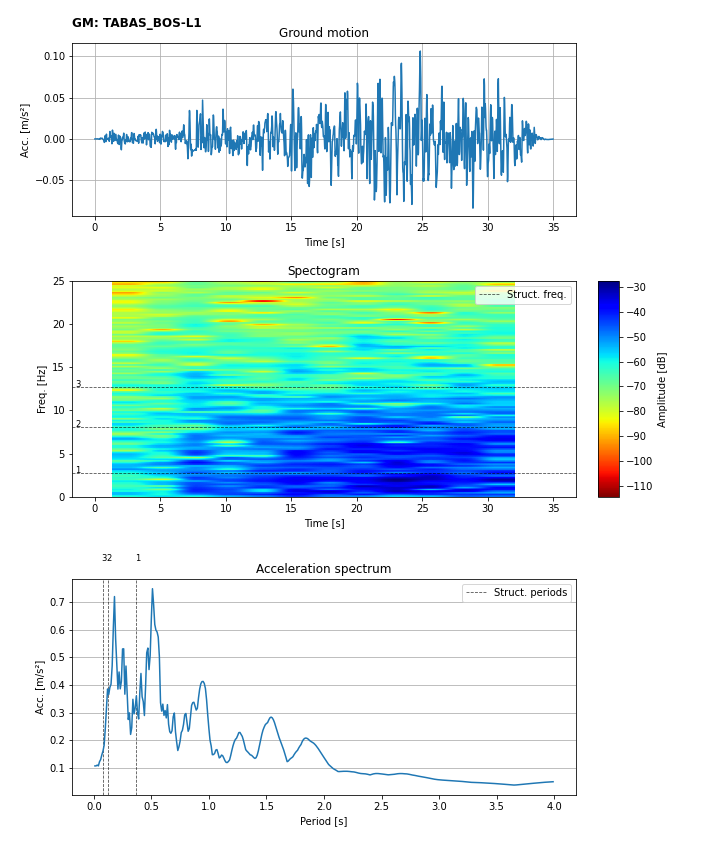 GM: TABAS_BOS-L1
Ground motion
0.10
0.05
0.00
−0.05
Acc. [m/s²]
0 5 10 15 20 25 30 35
Time [s]
Spectogram
25
20
15
10
5
0
Freq. [Hz]
Struct. freq.
3
2
1
0 5 10 15 20 25 30 35
Time [s]
−30
−40
−50
−60
−70
−80
−90
−100
−110
Amplitude [dB]
32 1
Acceleration spectrum
0.7
0.6
0.5
0.4
0.3
0.2
0.1
Acc. [m/s²]
Struct. periods
0.0 0.5 1.0 1.5 2.0 2.5 3.0 3.5 4.0
Period [s]